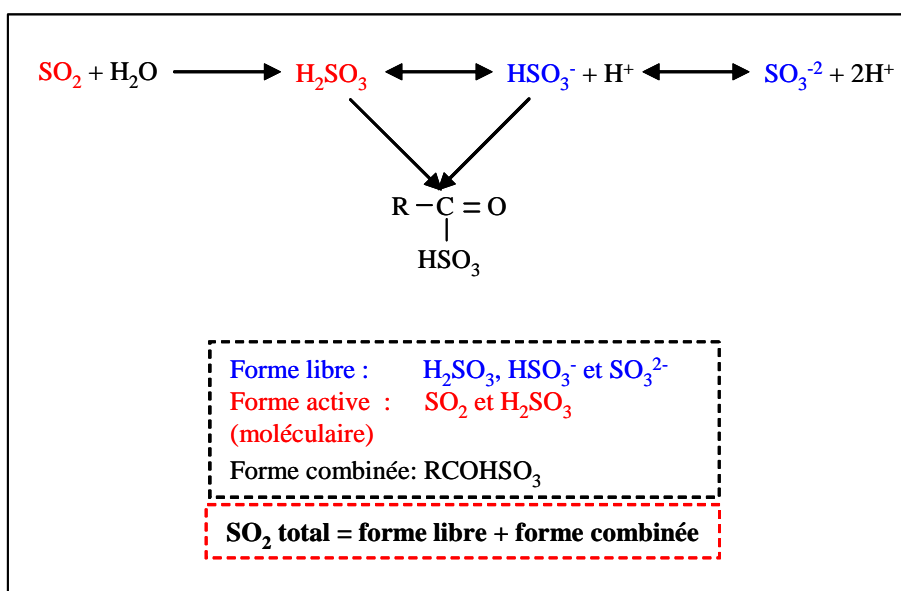 SO₂ + H₂O H₂SO₃ HSO₃⁻ + H⁺ SO₃⁻² + 2H⁺
R – C = O
HSO₃
Forme libre : H₂SO₃, HSO₃⁻ et SO₃²⁻
Forme active : SO₂ et H₂SO₃
(moléculaire)
Forme combinée: RCOHSO₃
SO₂ total = forme libre + forme combinée